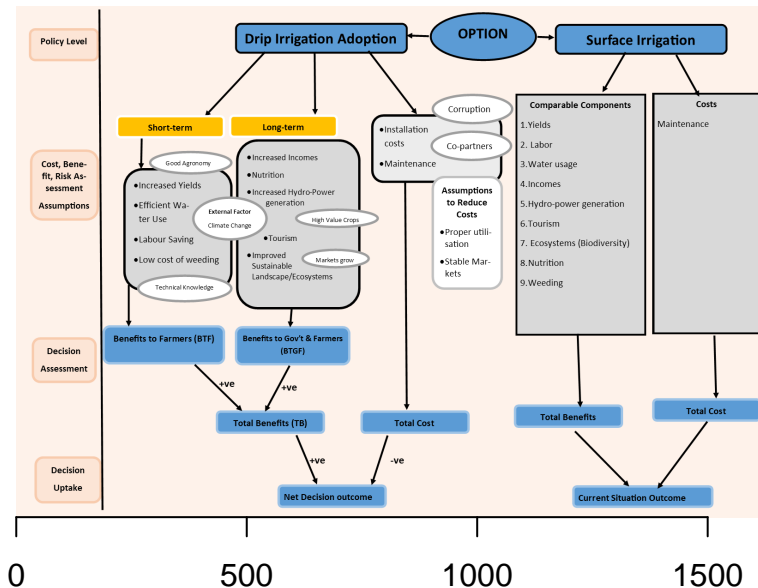 Policy Level
Drip Irrigation Adoption
OPTION
Surface Irrigation
Cost, Bene-
fit, Risk As-
sessment
Assumptions
Short-term
Good Agronomy
•Increased Yields
•Efficient Wa-
ter Use
•Labour Saving
•Low cost of weeding
Technical Knowledge
External Factor
Climate Change
Long-term
•Increased Incomes
•Nutrition
•Increased Hydro-Power
generation
High Value Crops
•Tourism
•Improved
Sustainable
Landscape/Ecosystems
Markets grow
Corruption
•Installation
costs
•Maintenance
Co-partners
Assumptions
to Reduce
Costs
•Proper utili-
sation
•Stable Mar-
kets
Comparable Components
1.Yields
2. Labor
3.Water usage
4.Incomes
5.Hydro-power generation
6.Tourism
7. Ecosystems (Biodiversity)
8.Nutrition
9.Weeding
Costs
Maintenance
Decision
Assessment
Benefits to Farmers (BTF)
Benefits to Gov't & Farmers
(BTGF)
+ve
+ve
Total Benefits (TB)
Total Cost
Total Benefits
Total Cost
+ve
-ve
Decision
Uptake
Net Decision outcome
Current Situation Outcome
0
500
1000
1500